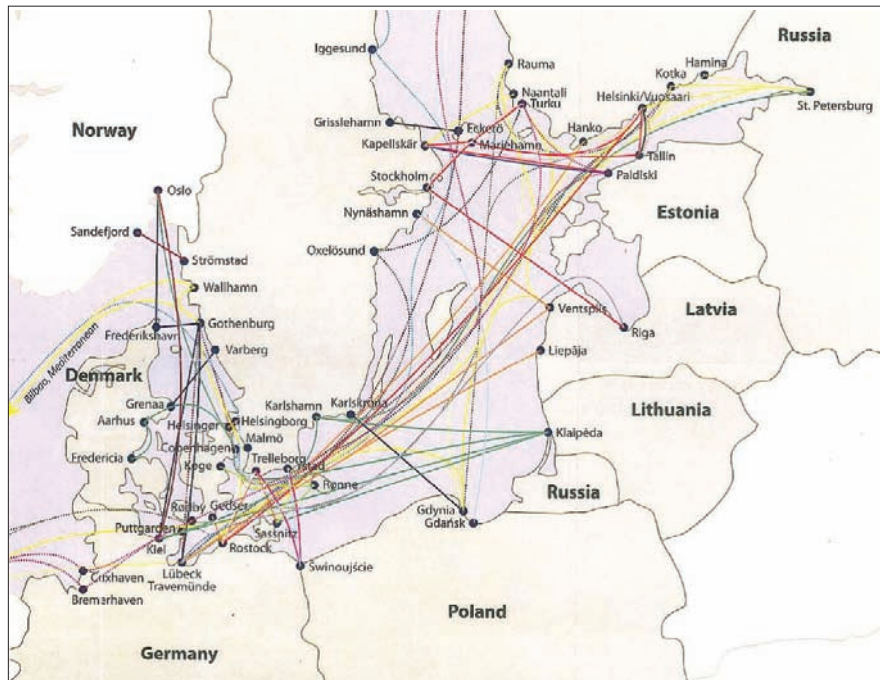 Iggesund
Rauma
Hamina
Russia
Kotka
Naantali
Helsinki/Vuosaari
Turku
St. Petersburg
Grisslehamn
Eckerö
Hanko
Norway
Kapellskär
Mariehamn
Tallin
Stockholm
Paldiski
Oslo
Nynäshamn
Estonia
Sandefjord
Strömstad
Oxelösund
Wallhamn
Ventspils
Latvia
Bilbao, Mediterranean
Frederikshavn
Gothenburg
Riga
Varberg
Liepãja
Denmark
Grenaa
Karlshamn
Karlskrona
Lithuania
Aarhus
Helsingør
Helsingborg
Klaipėda
Copenhagen
Malmö
Fredericia
Køge
Trelleborg
Ystad
Rønne
Russia
Rødby
Gedser
Gdynia
Gdańsk
Puttgarden
Sassnitz
Kiel
Rostock
Świnoujście
Lübeck
Travemünde
Cuxhaven
Bremerhaven
Poland
Germany